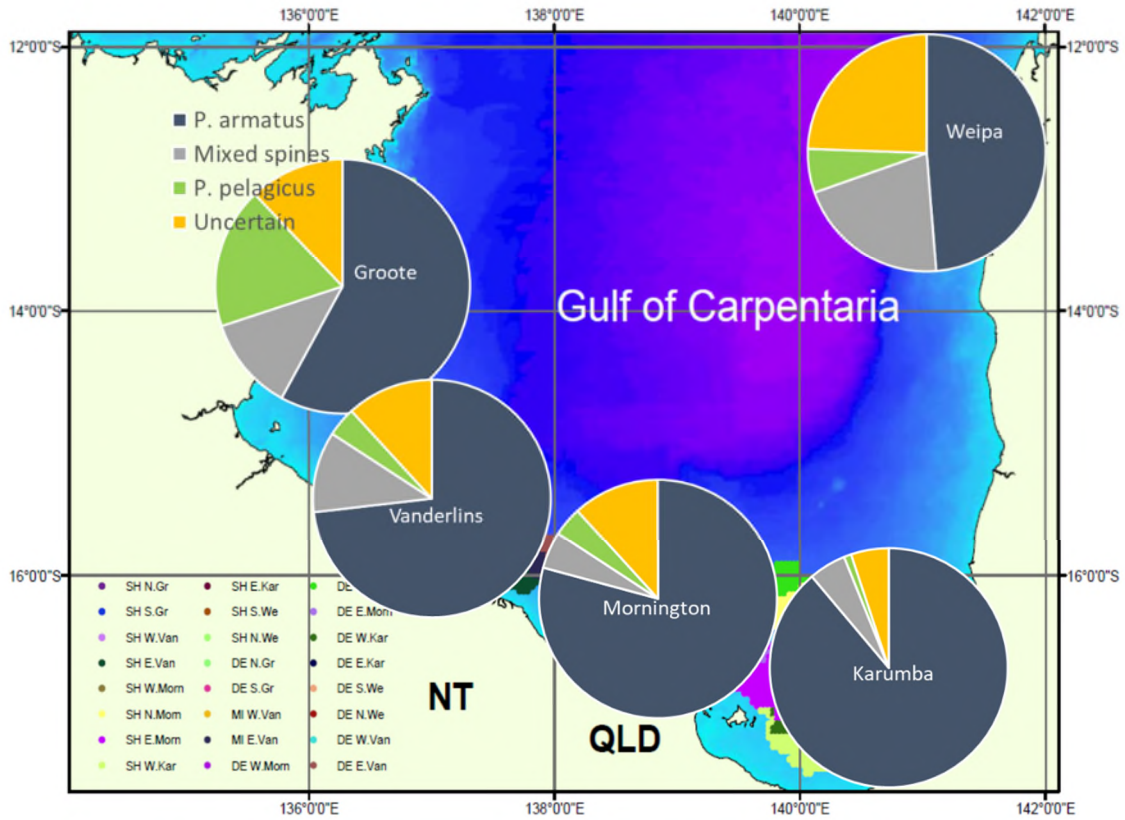 136°0'0"E 138°0'0"E 140°0'0"E 142°0'0"E
12°0'0"S 12°0'0"S
P. armatus
Mixed spines
P. pelagicus
Uncertain
Weipa
Groote
14°0'0"S 14°0'0"S
Gulf of Carpentaria
Vanderlins
16°0'0"S 16°0'0"S
Mornington
Karumba
SH N.Gr SH E.Kar DE
SH S.Gr SH S.We DE E.Morn
SH W.Van SH N.We DE W.Kar
SH E.Van DE N.Gr DE E.Kar
SH W.Morn DE S.Gr DE S.We
SH N.Morn MI W.Van DE N.We
SH E.Morn MI E.Van DE W.Van
SH W.Kar DE W.Morn DE E.Van
NT
QLD
136°0'0"E 138°0'0"E 140°0'0"E 142°0'0"E